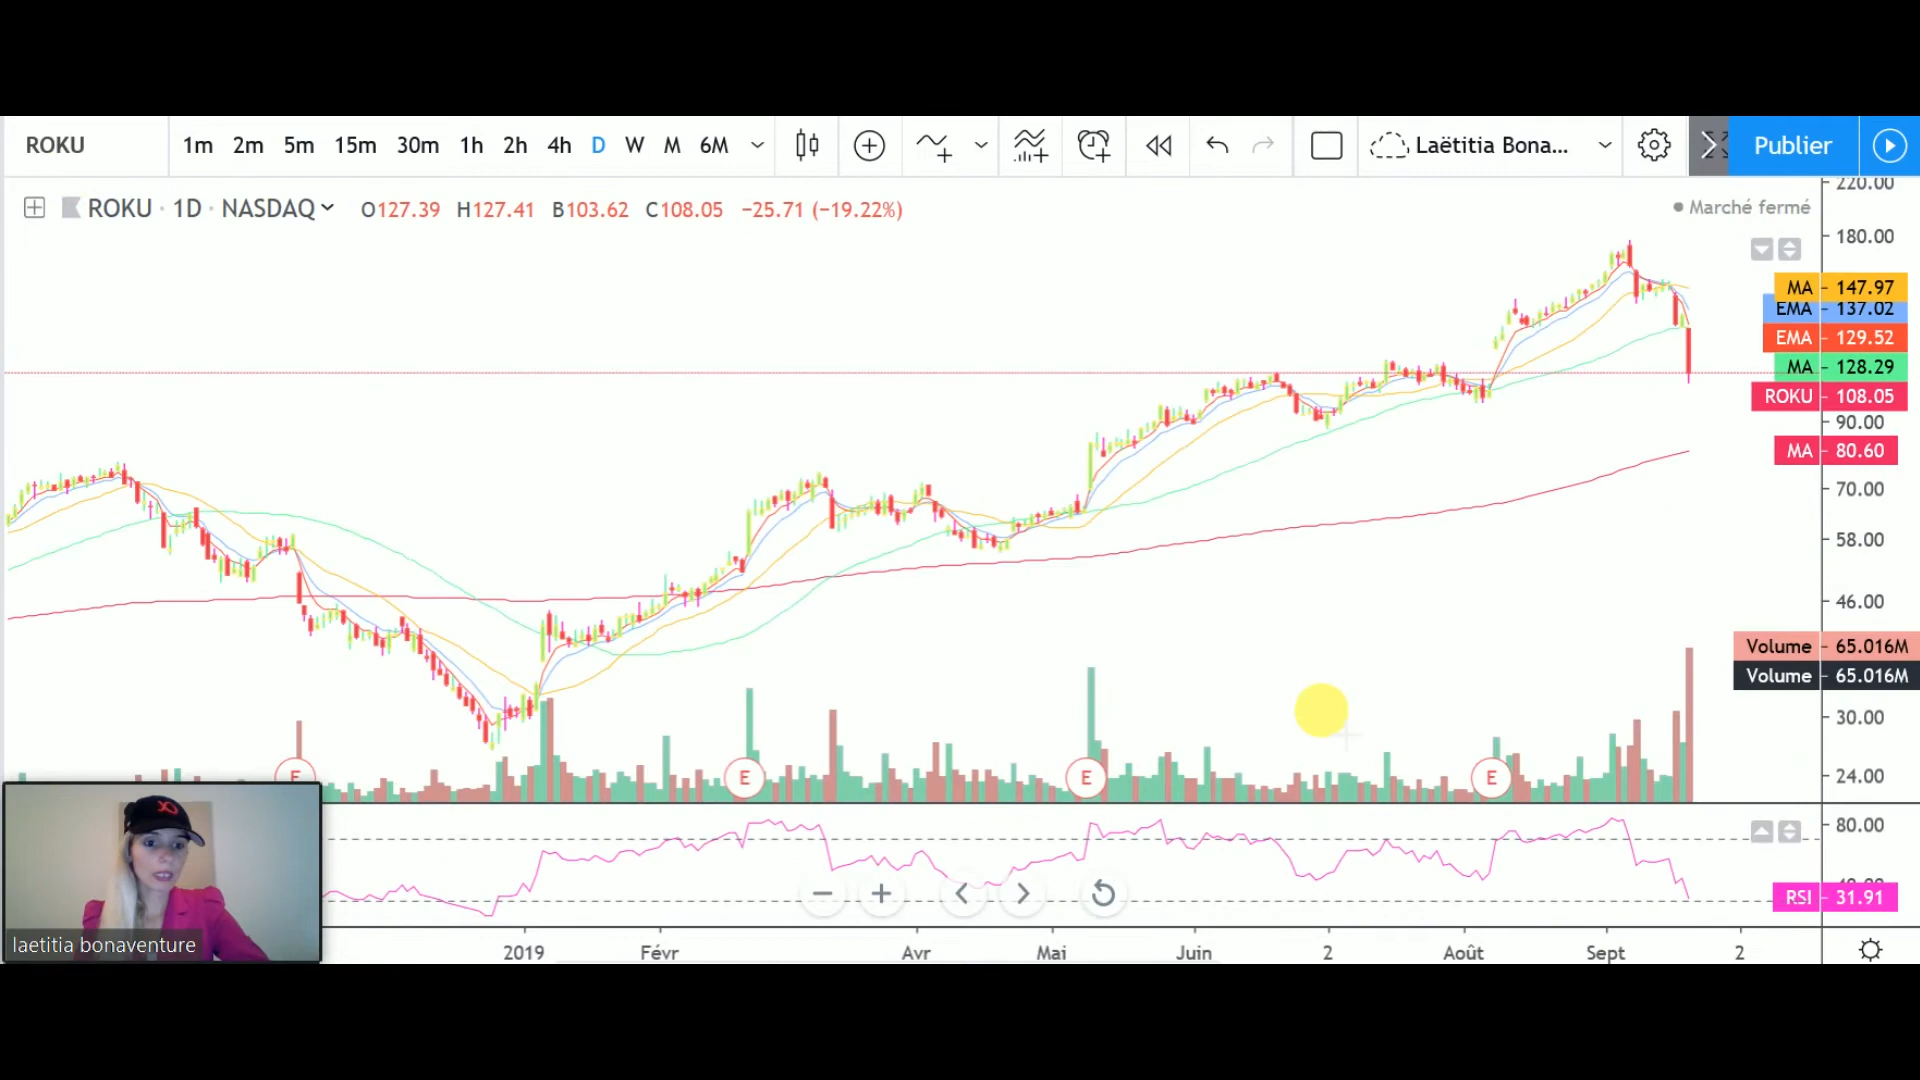 ROKU 1m 2m 5m 15m 30m 1h 2h 4h D W M 6M Laëtitia Bona... Publier
ROKU · 1D · NASDAQ O127.39 H127.41 B103.62 C108.05 −25.71 (−19.22%) Marché fermé
220.00
180.00
MA 147.97
EMA 137.02
EMA 129.52
MA 128.29
ROKU 108.05
90.00
MA 80.60
70.00
58.00
46.00
Volume 65.016M
Volume 65.016M
30.00
24.00
E E E E
80.00
RSI 31.91
laetitia bonaventure
2019 Févr Avr Mai Juin 2 Août Sept 2